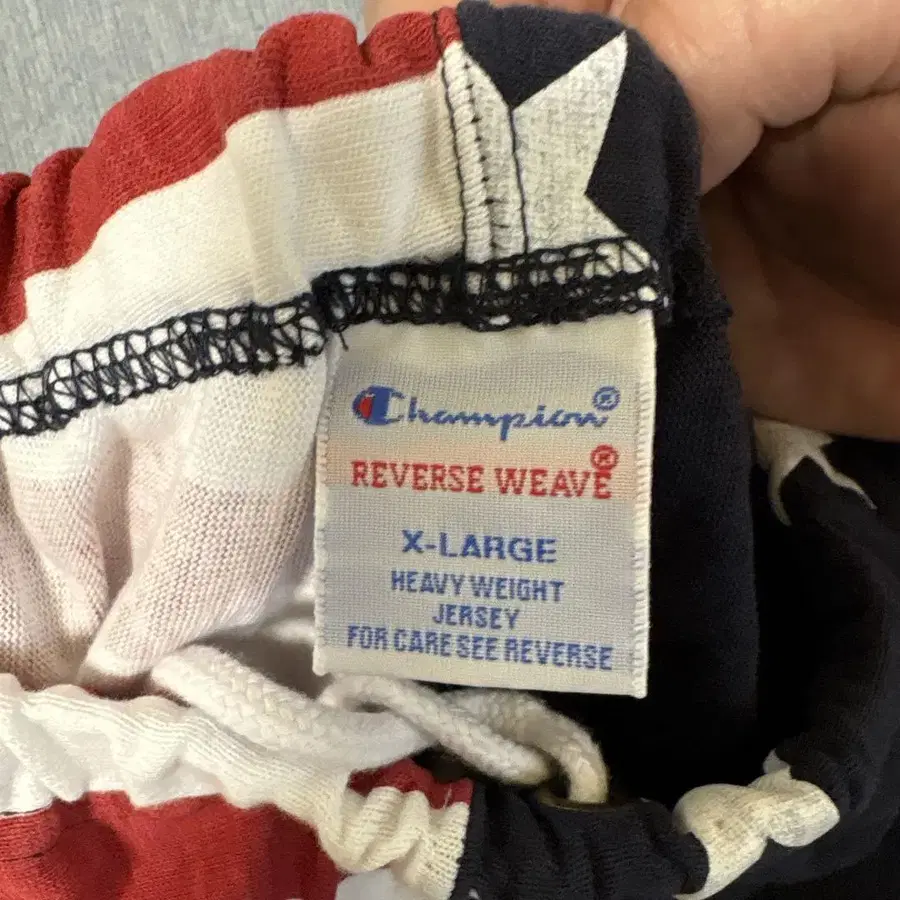 Champion®
REVERSE WEAVE®
X-LARGE
HEAVY WEIGHT
JERSEY
FOR CARE SEE REVERSE